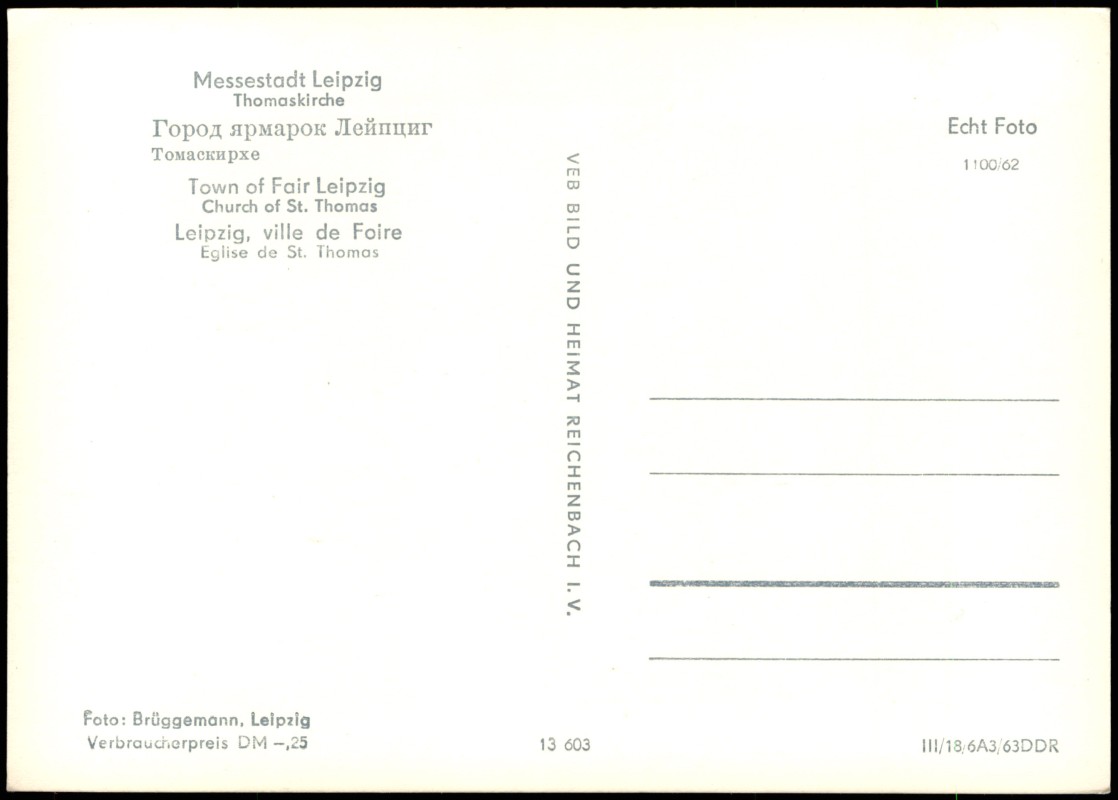 Messestadt Leipzig
Thomaskirche
Город ярмарок Лейпциг
Томаскирхе
Town of Fair Leipzig
Church of St. Thomas
Leipzig, ville de Foire
Eglise de St. Thomas
Foto: Brüggemann, Leipzig
Verbraucherpreis DM –,25
VEB BILD UND HEIMAT REICHENBACH I. V.
13 603
Echt Foto
1100/62
III/18/6A3/63DDR